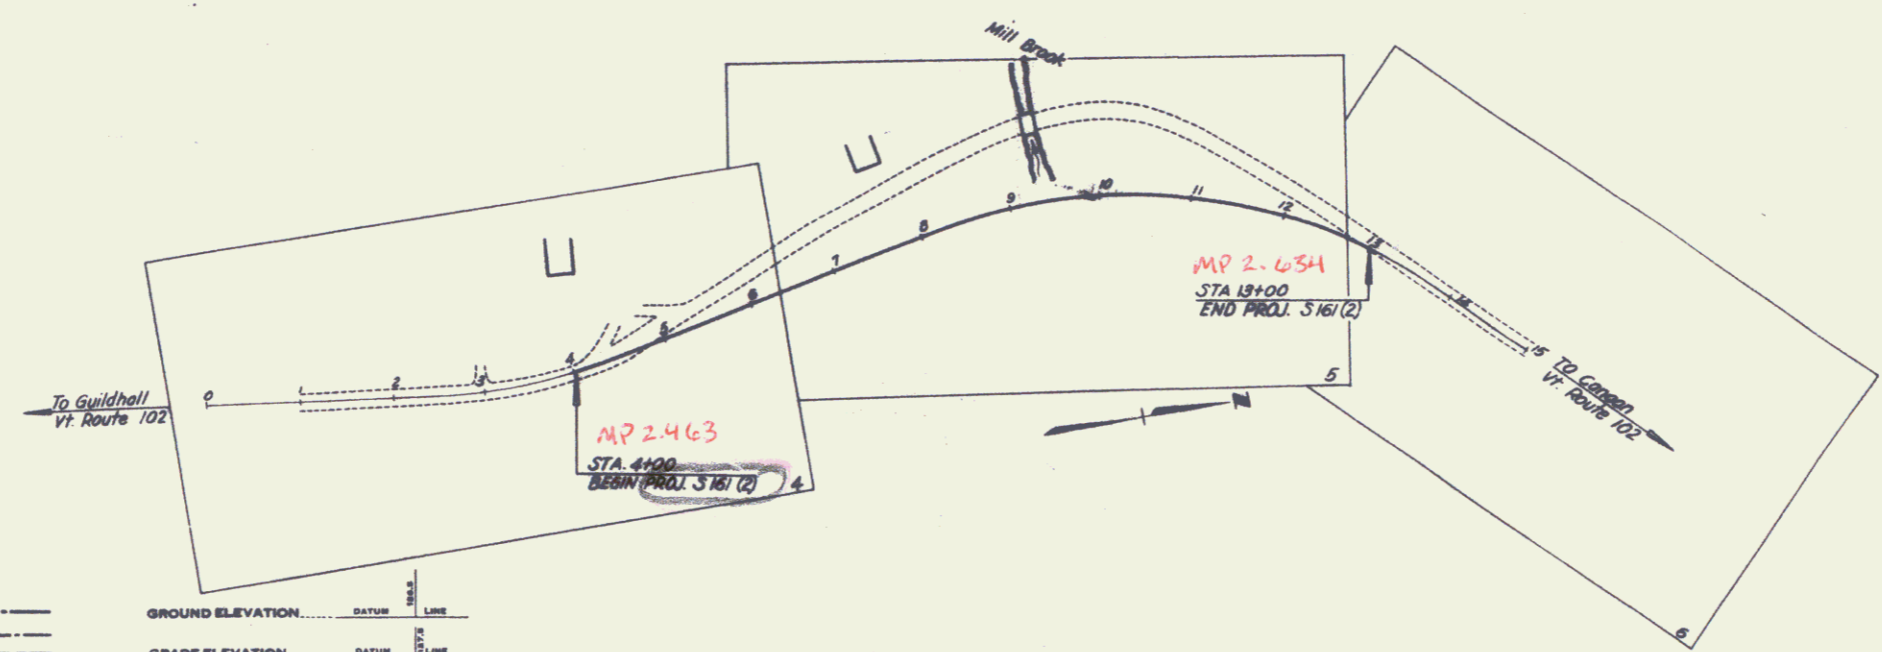 Mill Brook
0
1
2
3
4
5
6
7
8
9
10
11
12
13
14
15
To Guildhall
Vt. Route 102
MP 2.463
STA. 4+00
BEGIN PROJ. S 161 (2)
4
MP 2.634
STA 13+00
END PROJ. S 161 (2)
5
N
To Canaan
Vt. Route 102
6
GROUND ELEVATION DATUM LINE
GRADE ELEVATION DATUM LINE